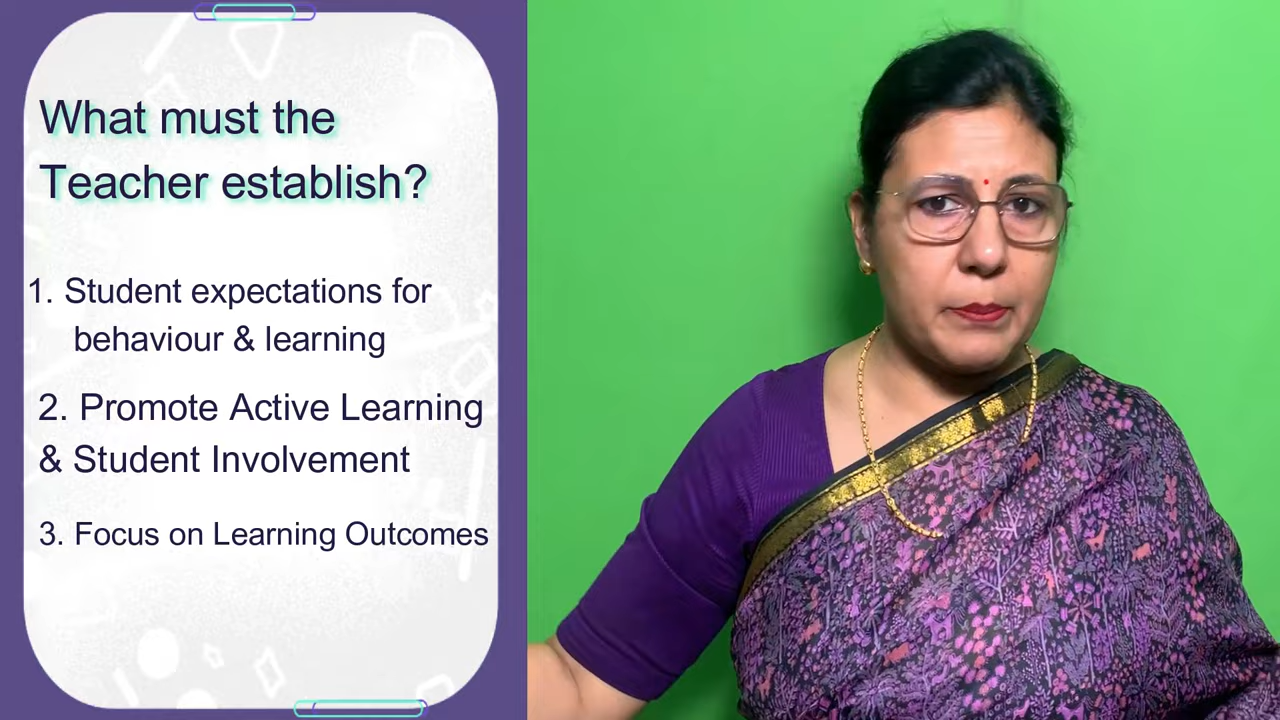 What must the
Teacher establish?
1. Student expectations for
behaviour & learning
2. Promote Active Learning
& Student Involvement
3. Focus on Learning Outcomes